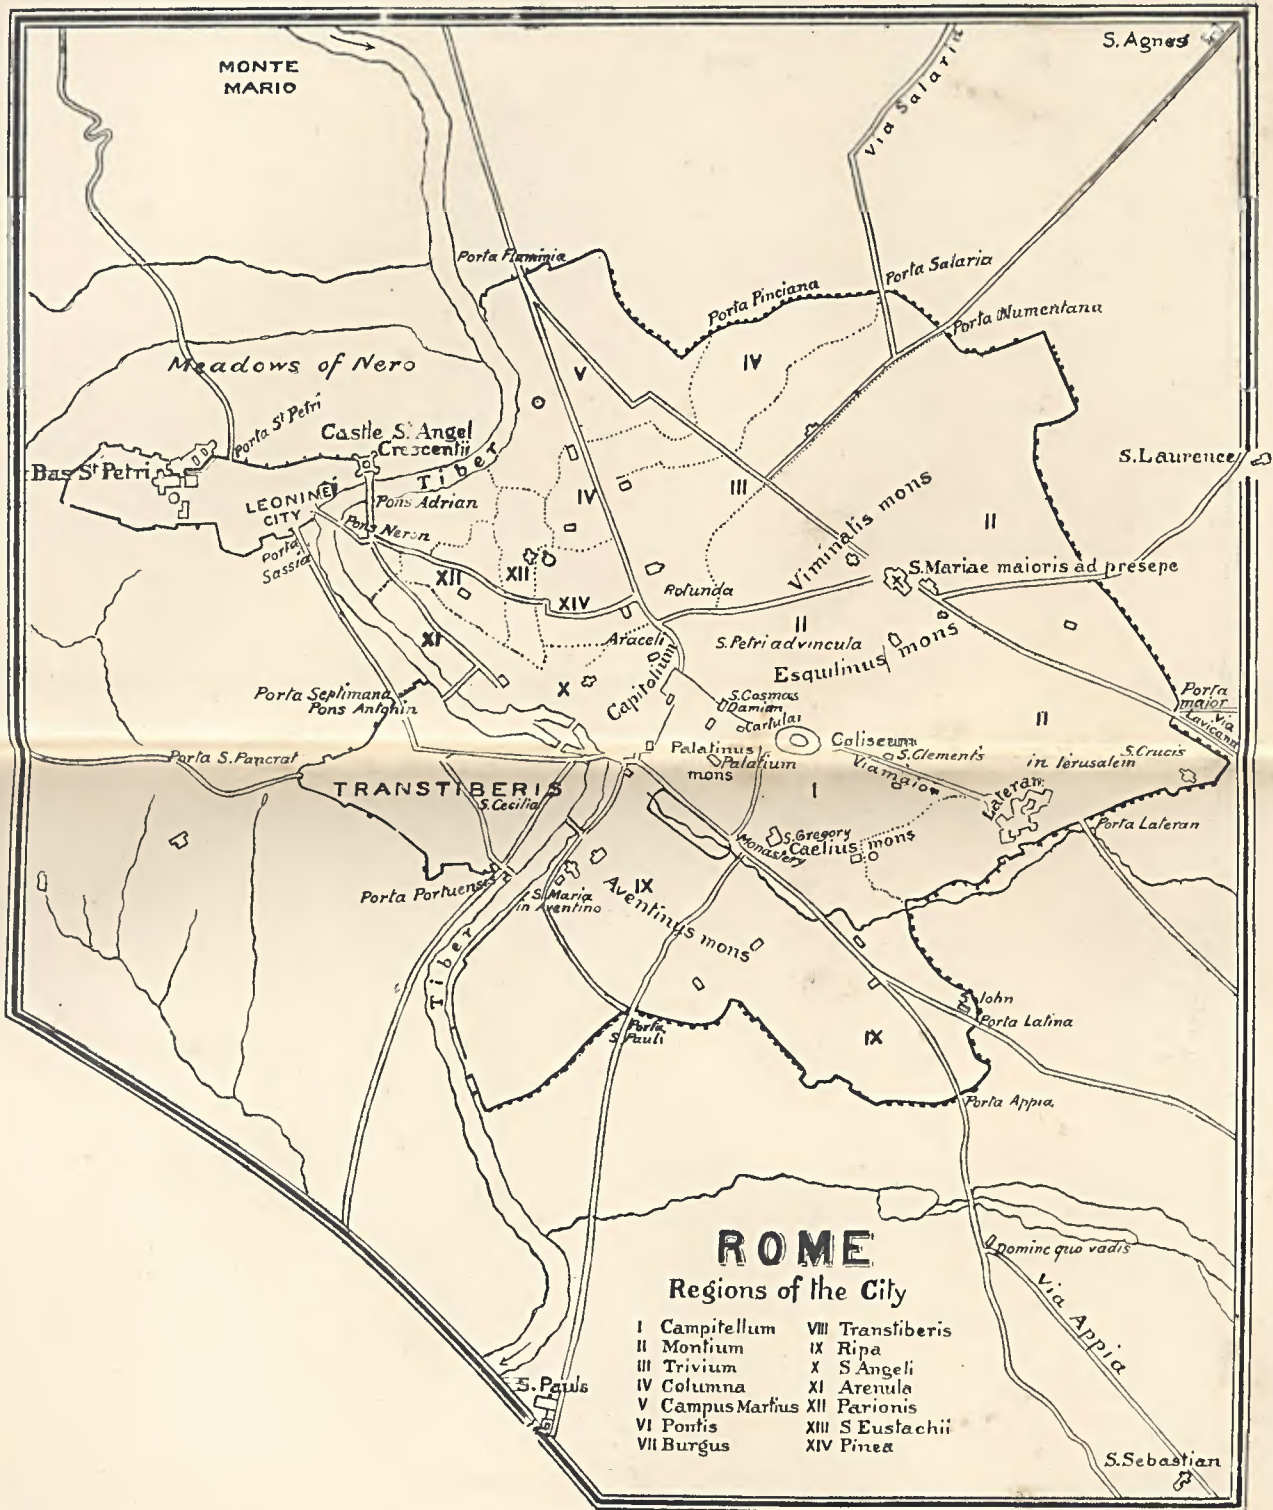 MONTE
MARIO
S. Agnes
Via Salaria
Porta Flaminia
Porta Salaria
Porta Pinciana
Porta Numentana
Meadows of Nero
V
IV
Porta St Petri
Castle S. Angel
Crescentii
Bas St Petri
Tiber
S. Laurence
LEONINE
CITY
Pons Adrian
IV
III
Pons Neron
II
Viminalis mons
Porta
Sassia
XII
XII
XIV
Rotunda
S. Mariae maioris ad presepe
XI
Araceli
II
S. Petri ad vincula
Esquilinus mons
X
Capitolium
Porta Septimana
Pons Antonin
S. Cosmas
Damian
Cartular
II
Porta
maior
Via
Lavicana
Porta S. Pancrat
Palatinus
Palatium
mons
Coliseum
S. Clements
Via maior
in Ierusalem
S. Crucis
TRANSTIBERIS
S. Cecilia
I
Lateran
Porta Lateran
Monastery
S. Gregory
Caelius mons
Porta Portuensis
S. Maria
in Aventino
IX
Aventinus mons
Tiber
S. John
Porta Latina
Porta
S. Pauli
IX
Porta Appia
ROME
Regions of the City
Domine quo vadis
Via Appia
I Campitellum
II Montium
III Trivium
IV Columna
V Campus Martius
VI Pontis
VII Burgus
VIII Transtiberis
IX Ripa
X S Angeli
XI Arenula
XII Parionis
XIII S Eustachii
XIV Pinea
S. Pauls
S. Sebastian